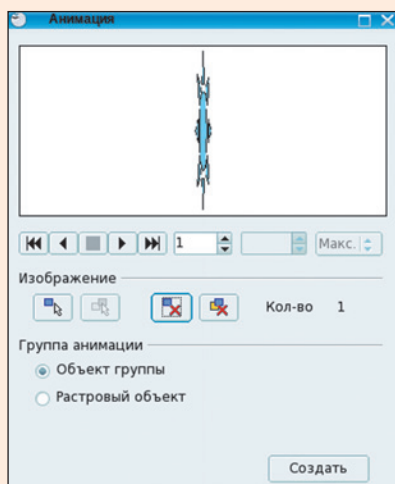 Анимация
1 Макс.
Изображение
Кол-во 1
Группа анимации
Объект группы
Растровый объект
Создать